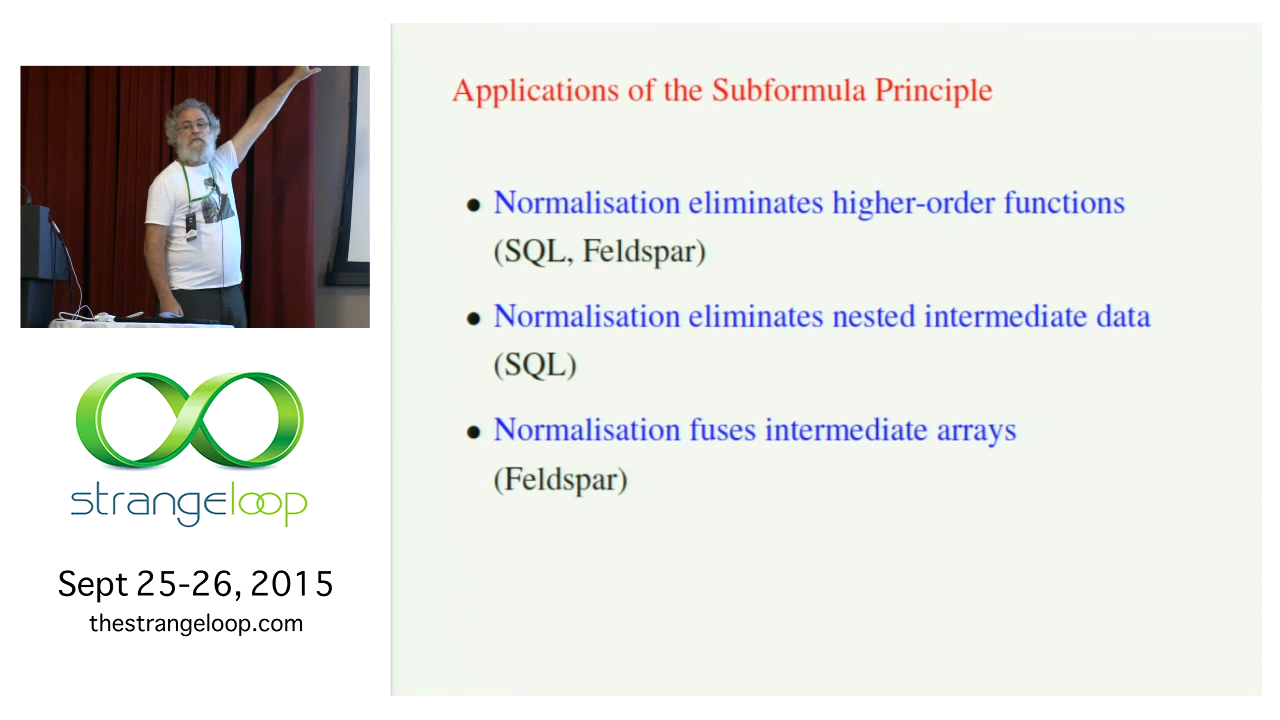 Applications of the Subformula Principle
• Normalisation eliminates higher-order functions
(SQL, Feldspar)
• Normalisation eliminates nested intermediate data
(SQL)
• Normalisation fuses intermediate arrays
(Feldspar)
strangeloop
Sept 25-26, 2015
thestrangeloop.com